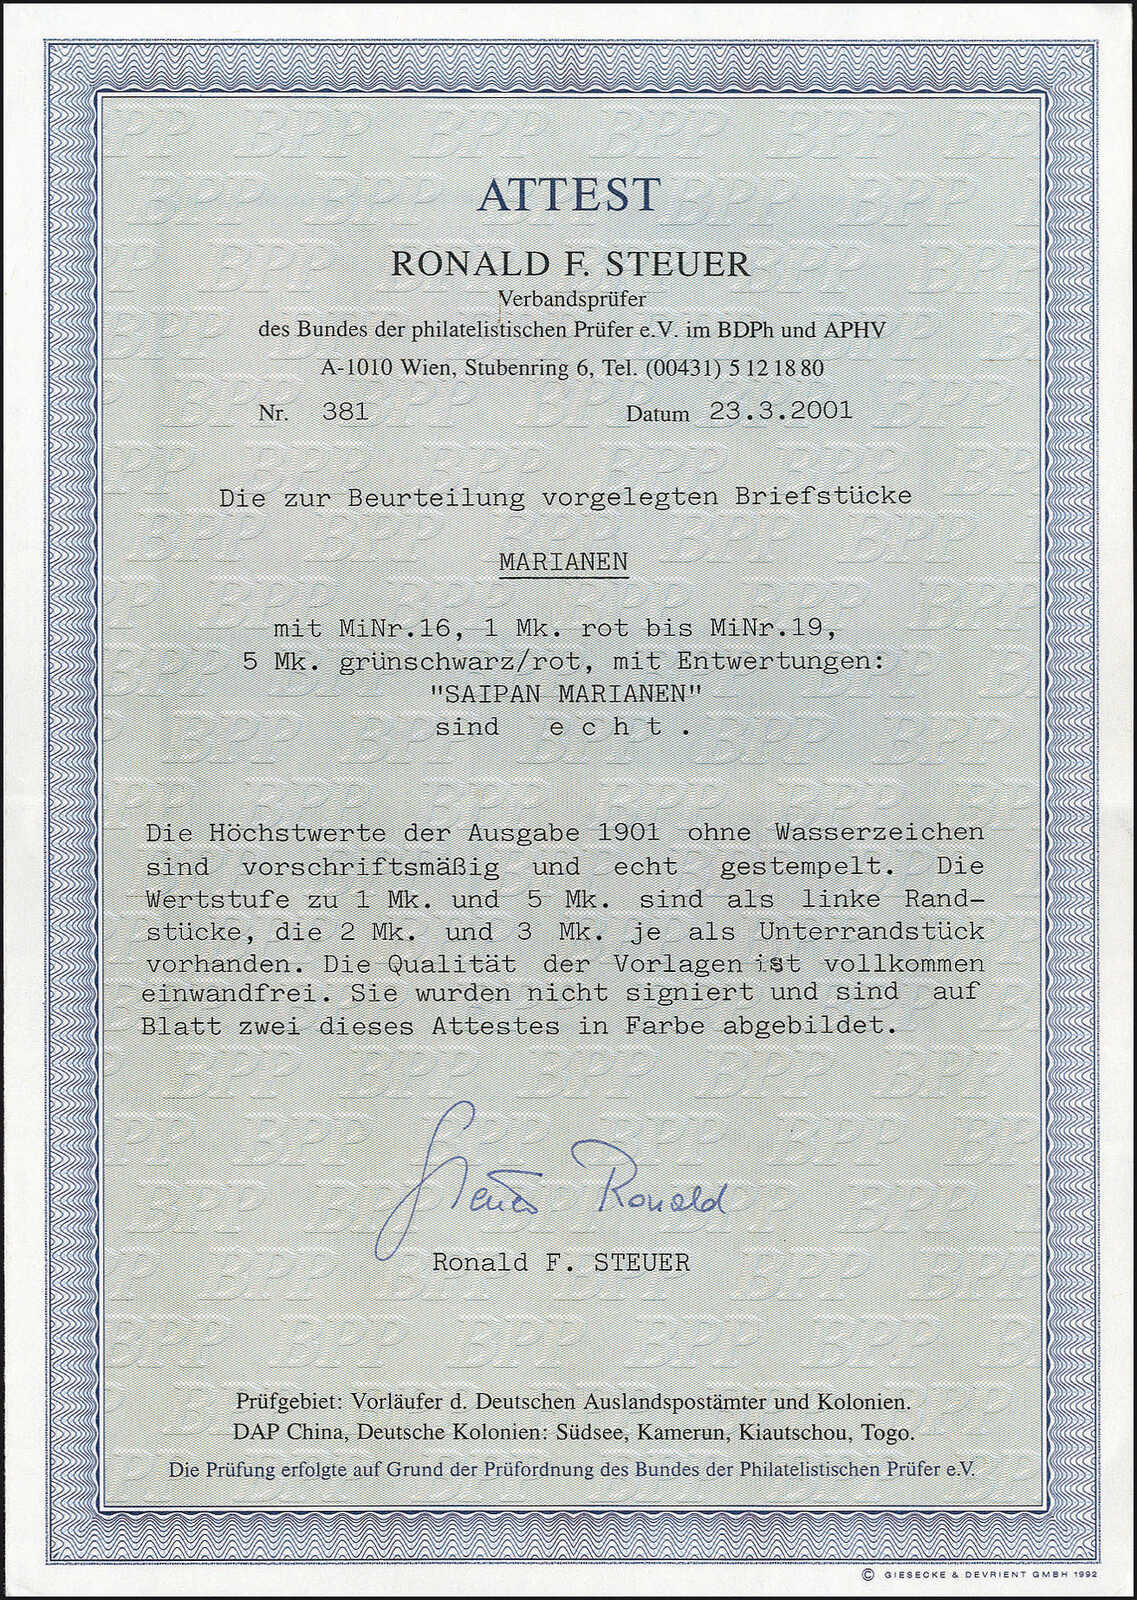 ATTEST
RONALD F. STEUER
Verbandsprüfer
des Bundes der philatelistischen Prüfer e.V. im BDPh und APHV
A-1010 Wien, Stubenring 6, Tel. (00431) 5 12 18 80
Nr. 381 Datum 23.3.2001
Die zur Beurteilung vorgelegten Briefstücke
MARIANEN
mit MiNr.16, 1 Mk. rot bis MiNr.19,
5 Mk. grünschwarz/rot, mit Entwertungen:
"SAIPAN MARIANEN"
sind e c h t .
Die Höchstwerte der Ausgabe 1901 ohne Wasserzeichen
sind vorschriftsmäßig und echt gestempelt. Die
Wertstufe zu 1 Mk. und 5 Mk. sind als linke Rand-
stücke, die 2 Mk. und 3 Mk. je als Unterrandstück
vorhanden. Die Qualität der Vorlagen ist vollkommen
einwandfrei. Sie wurden nicht signiert und sind auf
Blatt zwei dieses Attestes in Farbe abgebildet.
Steuer Ronald
Ronald F. STEUER
Prüfgebiet: Vorläufer d. Deutschen Auslandspostämter und Kolonien.
DAP China, Deutsche Kolonien: Südsee, Kamerun, Kiautschou, Togo.
Die Prüfung erfolgte auf Grund der Prüfordnung des Bundes der Philatelistischen Prüfer e.V.
© GIESECKE & DEVRIENT GMBH 1992